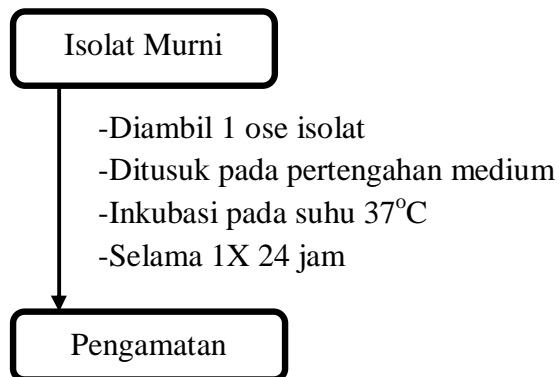 Isolat Murni
-Diambil 1 ose isolat
-Ditusuk pada pertengahan medium
-Inkubasi pada suhu 37°C
-Selama 1X 24 jam
Pengamatan